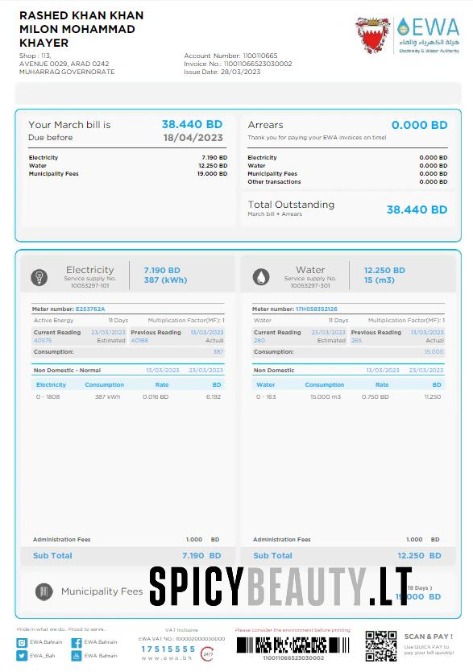 RASHED KHAN KHAN
MILON MOHAMMAD
KHAYER
Shop : 113,
AVENUE 0029, ARAD 0242
MUHARRAQ GOVERNORATE
Account Number: 1100110665
Invoice No.: 110011066523030002
Issue Date: 28/03/2023
EWA
هيئة الكهرباء والماء
Electricity & Water Authority
Your March bill is 38.440 BD
Due before 18/04/2023
Electricity 7.190 BD
Water 12.250 BD
Municipality Fees 19.000 BD
Arrears 0.000 BD
Thank you for paying your EWA invoices on time!
Electricity 0.000 BD
Water 0.000 BD
Municipality Fees 0.000 BD
Other transactions 0.000 BD
Total Outstanding 38.440 BD
March bill + Arrears
Electricity 7.190 BD
Service supply No. 387 (kWh)
10053297-101
Meter number: E233762A
Active Energy 11 Days Multiplication Factor(MF): 1
Current Reading 23/03/2023 Previous Reading 13/03/2023
40575 Estimated 40188 Actual
Consumption: 387
Non Domestic - Normal 13/03/2023 23/03/2023
Electricity Consumption Rate BD
0 - 1808 387 kWh 0.016 BD 6.192
Administration Fees 1.000 BD
Sub Total 7.190 BD
Water 12.250 BD
Service supply No. 15 (m3)
10053297-301
Meter number: 17H058352126
Water 11 Days Multiplication Factor(MF): 1
Current Reading 23/03/2023 Previous Reading 13/03/2023
280 Estimated 265 Actual
Consumption: 15.000
Non Domestic 13/03/2023 23/03/2023
Water Consumption Rate BD
0 - 163 15.000 m3 0.750 BD 11.250
Administration Fees 1.000 BD
Sub Total 12.250 BD
Municipality Fees
SPICYBEAUTY.LT
Days )
000 BD
EWA.Bahrain EWA Bahrain
EWA_Bah EWA.Bahrain
VAT Inclusive
17515555
www.ewa.bh
24/7
Please consider the environment before printing
110011066523030002
SCAN & PAY !
Use QUICK PAY to
pay your bill quickly!